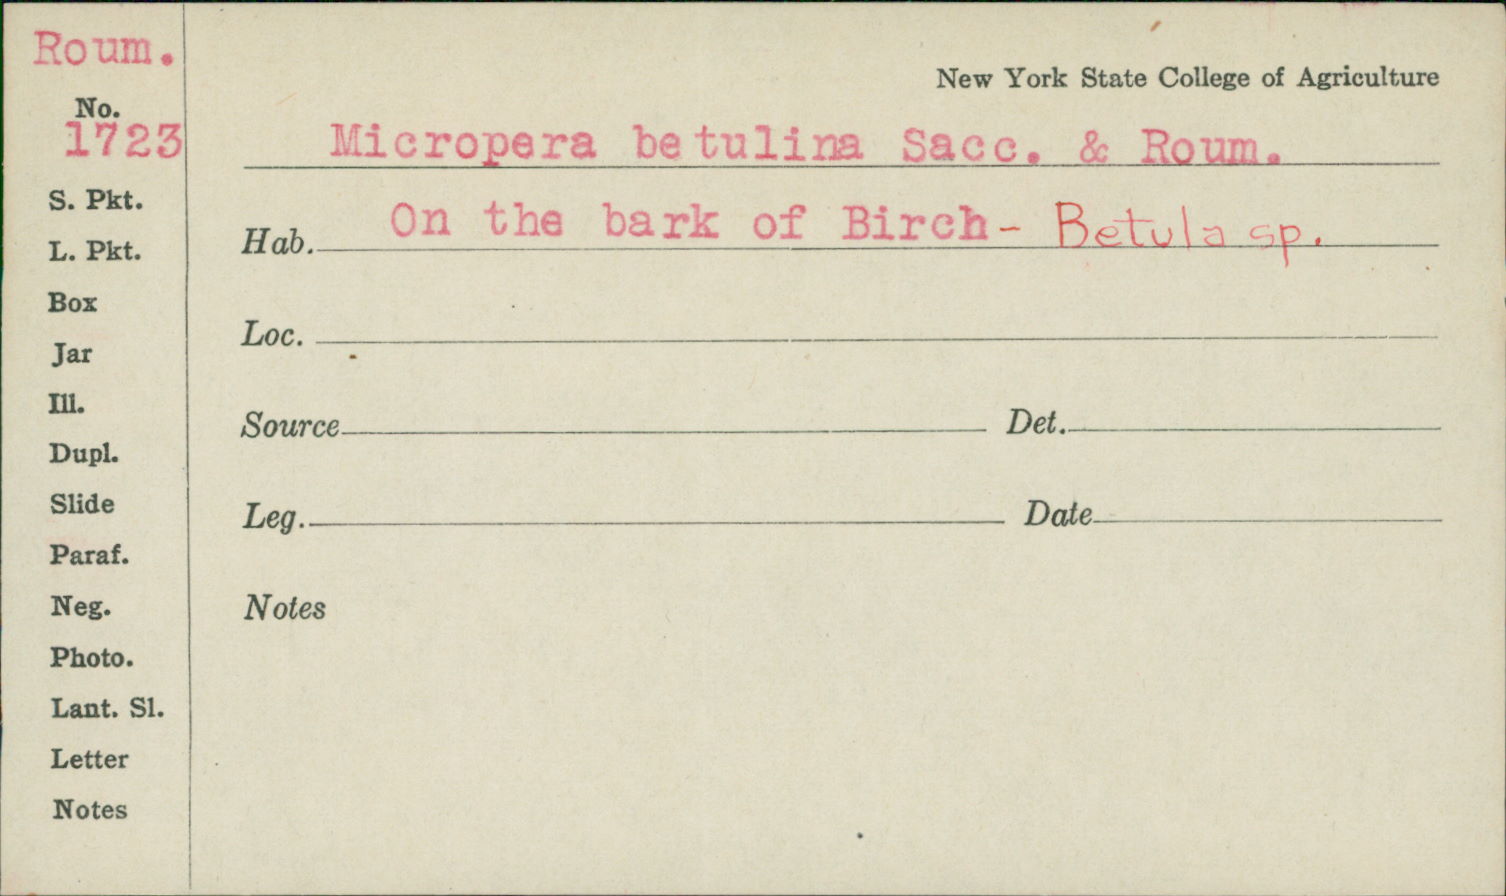 Roum.
No.
1723
S. Pkt.
L. Pkt.
Box
Jar
Ill.
Dupl.
Slide
Paraf.
Neg.
Photo.
Lant. Sl.
Letter
Notes
New York State College of Agriculture
Micropera betulina Sacc. & Roum.
Hab. On the bark of Birch - Betula sp.
Loc.
Source Det.
Leg. Date
Notes